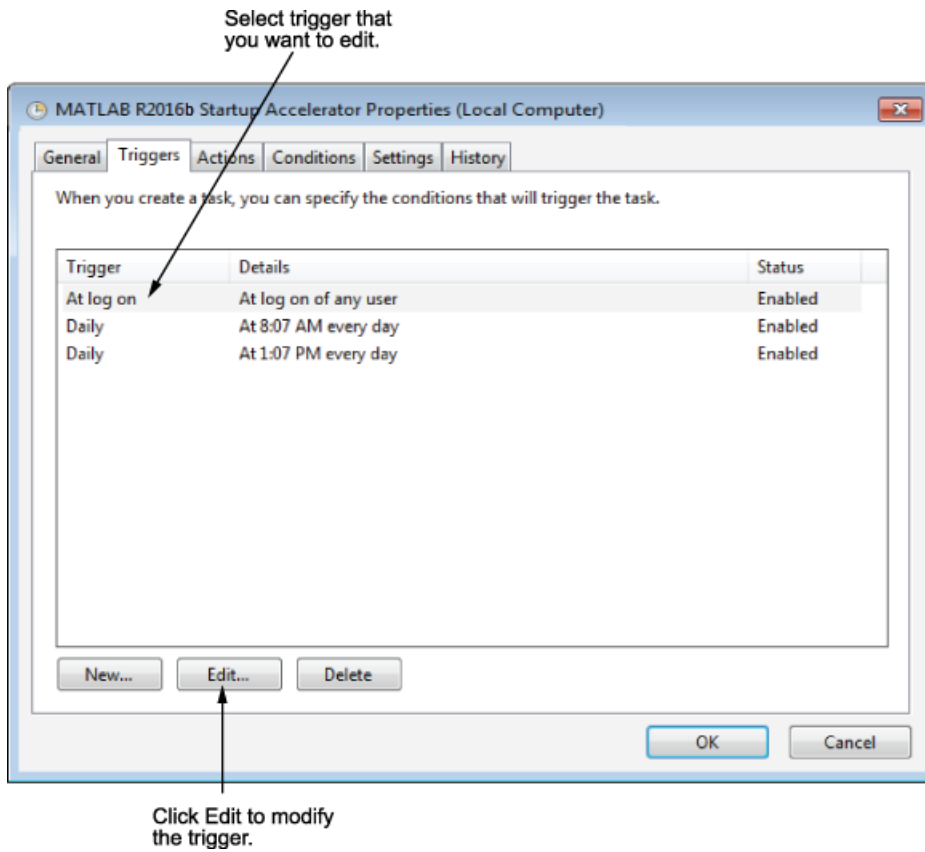 Select trigger that
you want to edit.
MATLAB R2016b Startup Accelerator Properties (Local Computer)
General Triggers Actions Conditions Settings History
When you create a task, you can specify the conditions that will trigger the task.
Trigger Details Status
At log on At log on of any user Enabled
Daily At 8:07 AM every day Enabled
Daily At 1:07 PM every day Enabled
New... Edit... Delete
OK Cancel
Click Edit to modify
the trigger.